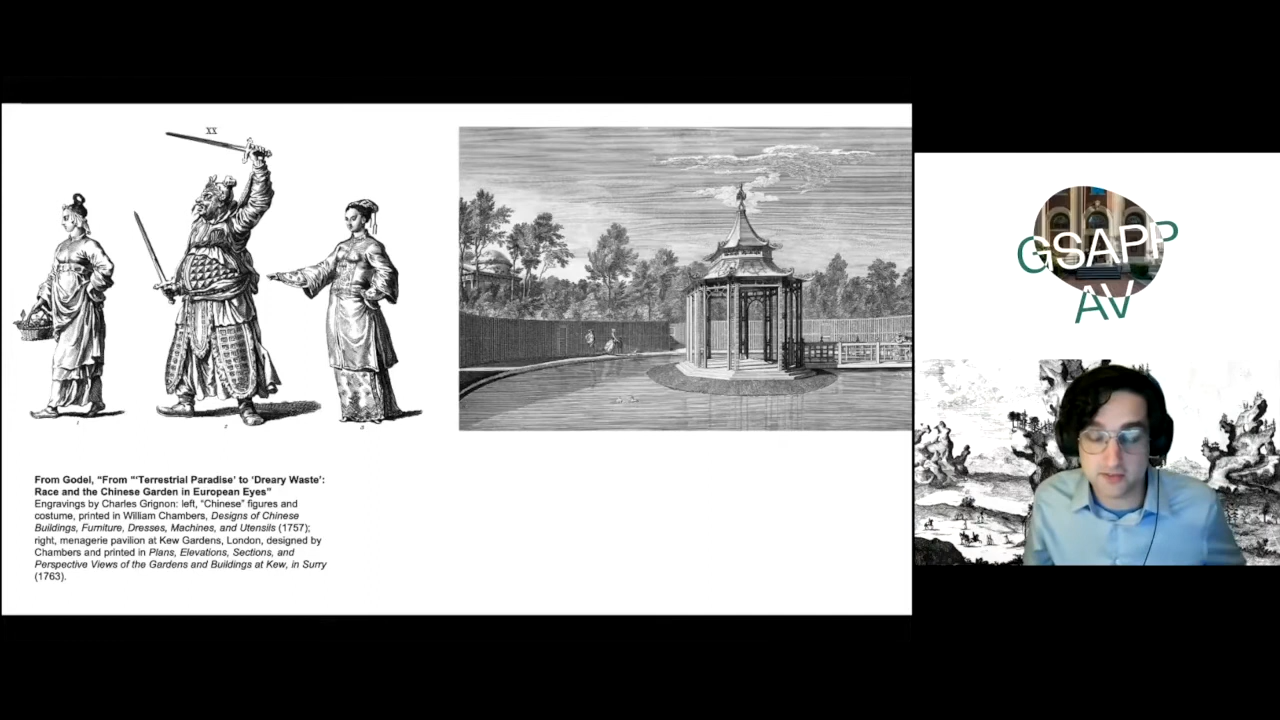 XX
1
2
3
From Godel, “From “‘Terrestrial Paradise’ to ‘Dreary Waste’:
Race and the Chinese Garden in European Eyes”
Engravings by Charles Grignon: left, “Chinese” figures and
costume, printed in William Chambers, Designs of Chinese
Buildings, Furniture, Dresses, Machines, and Utensils (1757);
right, menagerie pavilion at Kew Gardens, London, designed by
Chambers and printed in Plans, Elevations, Sections, and
Perspective Views of the Gardens and Buildings at Kew, in Surry
(1763).
GSAPP
AV